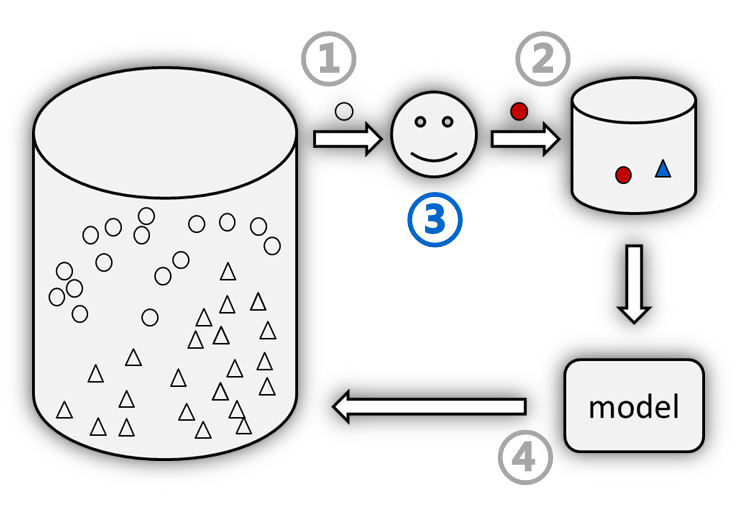 ①
②
③
model
④